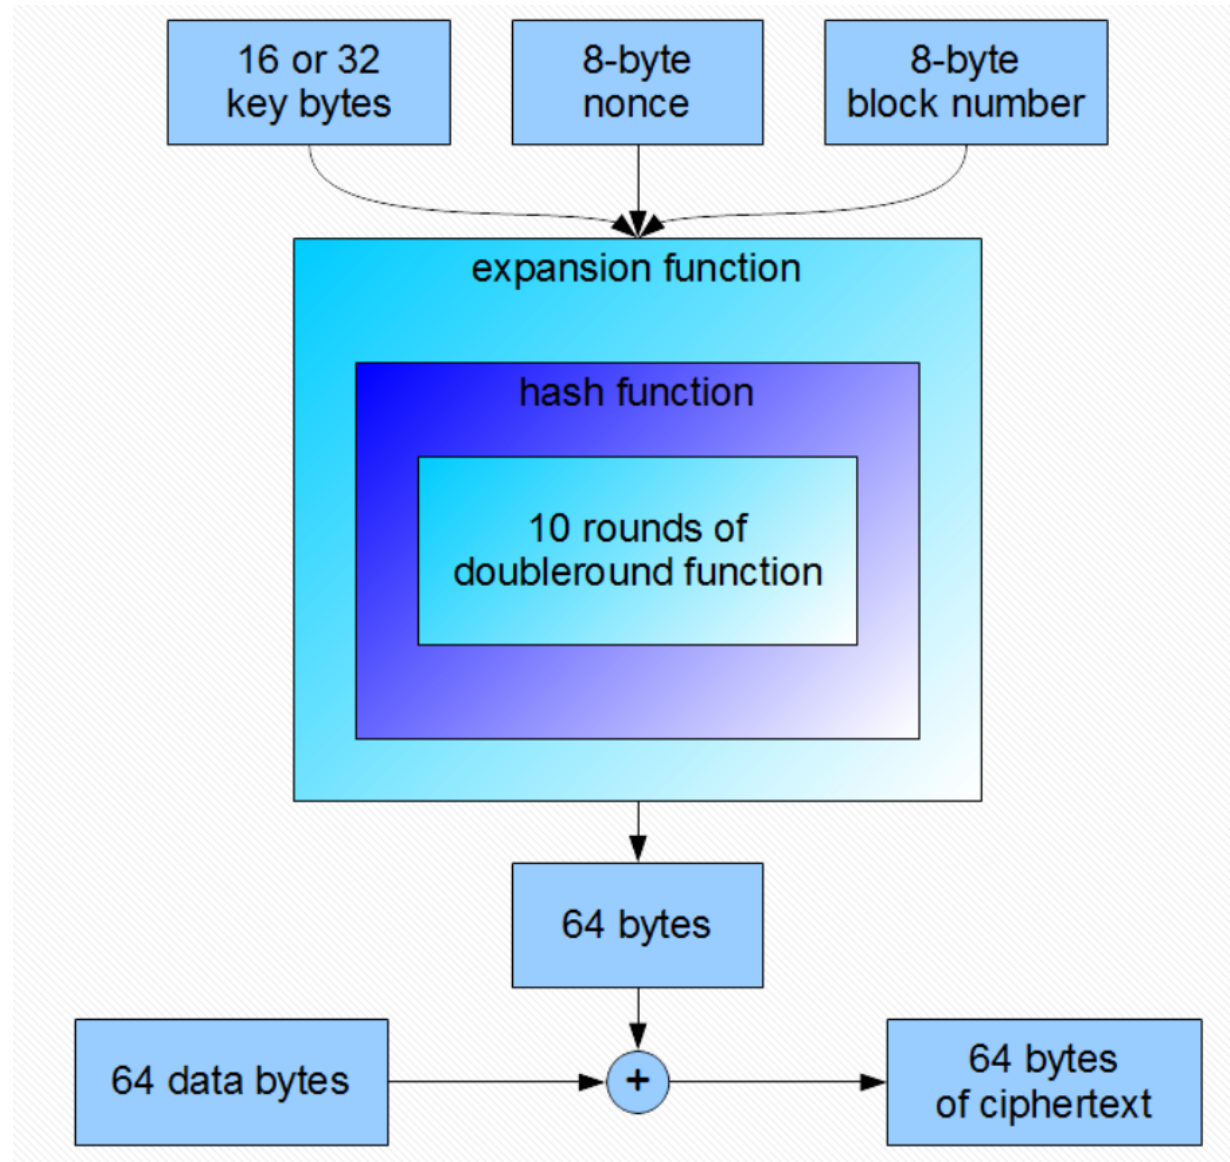 16 or 32
key bytes
8-byte
nonce
8-byte
block number
expansion function
hash function
10 rounds of
doubleround function
64 bytes
64 data bytes
+
64 bytes
of ciphertext